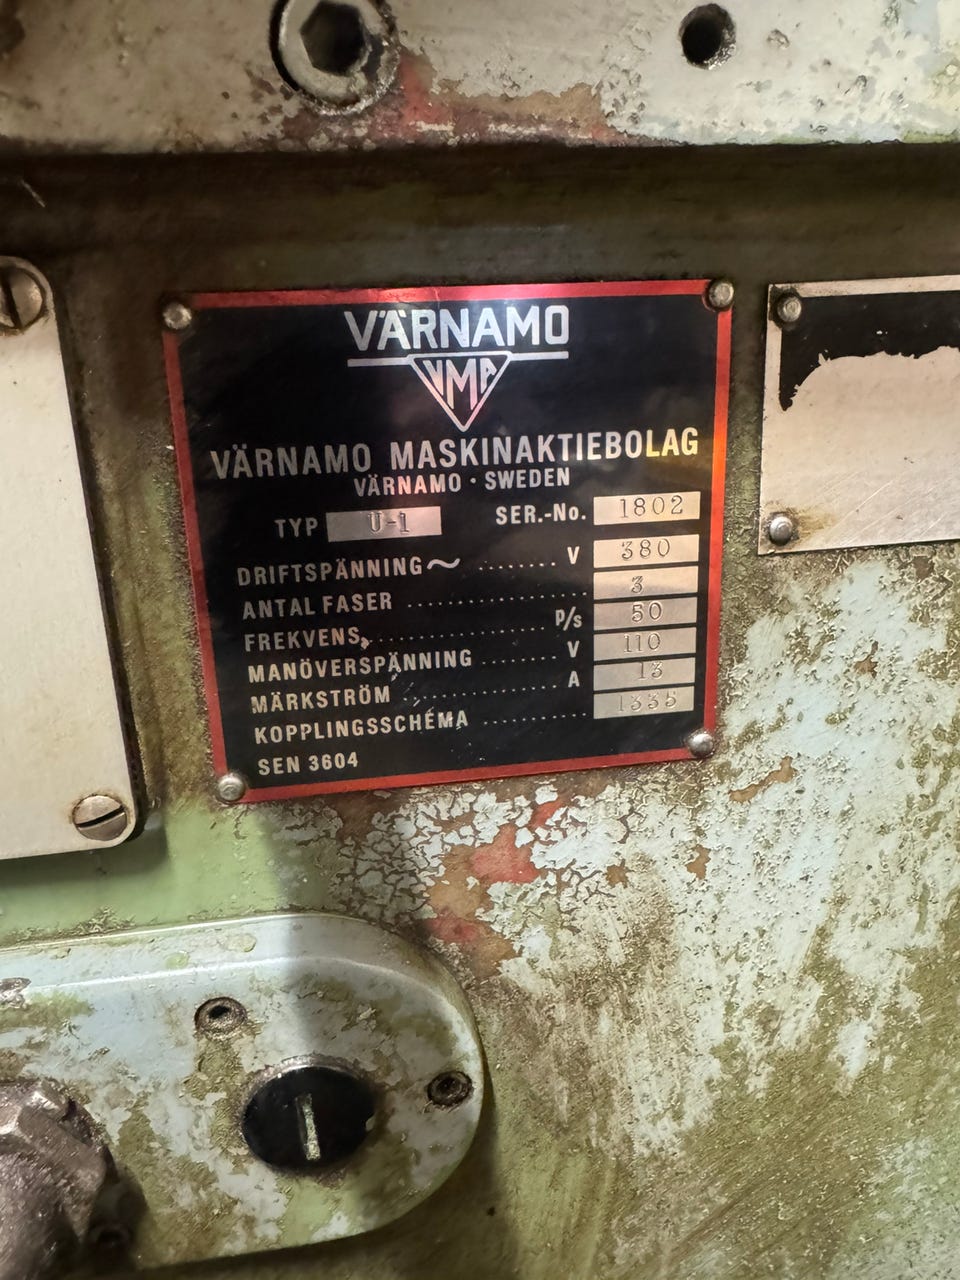 VÄRNAMO
VMA
VÄRNAMO MASKINAKTIEBOLAG
VÄRNAMO · SWEDEN
TYP U-1 SER.-No. 1802
DRIFTSPÄNNING ~ ....... V 380
ANTAL FASER .................. 3
FREKVENS .................. P/s 50
MANÖVERSPÄNNING ....... V 110
MÄRKSTRÖM .............. A 13
KOPPLINGSSCHEMA .......... 1335
SEN 3604